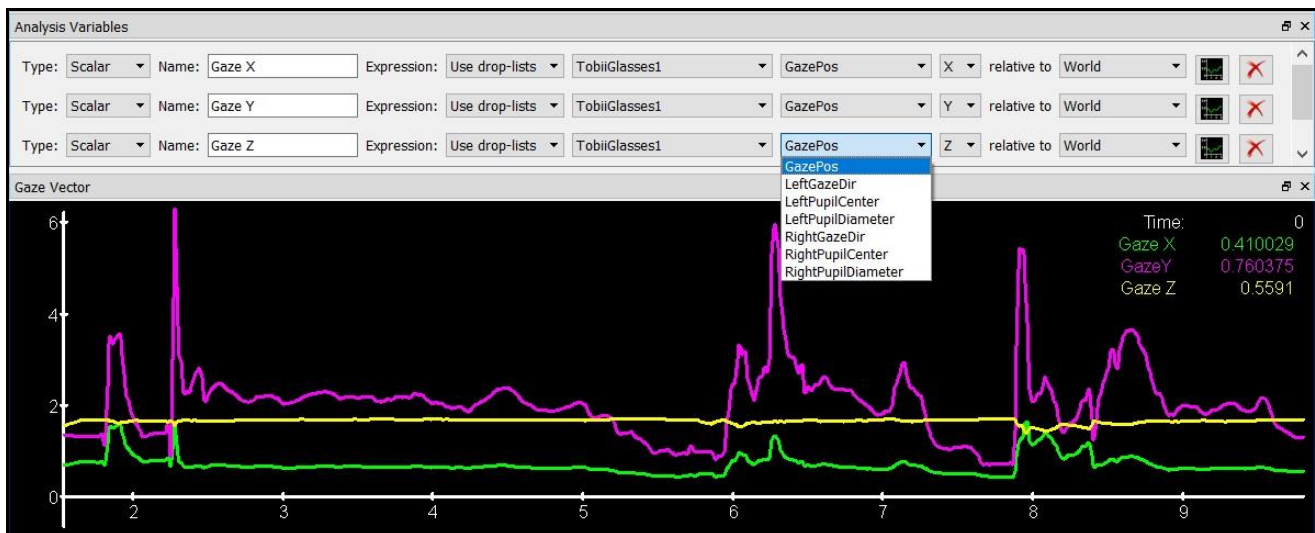 Analysis Variables
Type: Scalar Name: Gaze X Expression: Use drop-lists TobiiGlasses1 GazePos X relative to World
Type: Scalar Name: Gaze Y Expression: Use drop-lists TobiiGlasses1 GazePos Y relative to World
Type: Scalar Name: Gaze Z Expression: Use drop-lists TobiiGlasses1 GazePos Z relative to World
GazePos
LeftGazeDir
LeftPupilCenter
LeftPupilDiameter
RightGazeDir
RightPupilCenter
RightPupilDiameter
Gaze Vector
Time: 0
Gaze X 0.410029
GazeY 0.760375
Gaze Z 0.5591
6
4
2
0
2 3 4 5 6 7 8 9